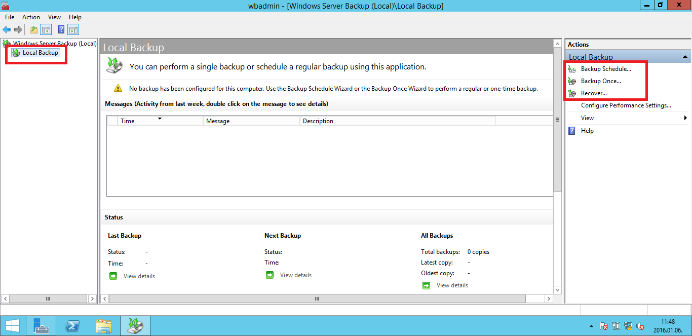 wbadmin - [Windows Server Backup (Local)\Local Backup]
File Action View Help
Windows Server Backup (Local)
Local Backup
Local Backup
You can perform a single backup or schedule a regular backup using this application.
No backup has been configured for this computer. Use the Backup Schedule Wizard or the Backup Once Wizard to perform a regular or one-time backup.
Messages (Activity from last week, double click on the message to see details)
Time Message Description
Status
Last Backup Next Backup All Backups
Status: - Status: Total backups: 0 copies
Time: - Time: Latest copy: -
View details View details Oldest copy: -
View details
Actions
Local Backup
Backup Schedule...
Backup Once...
Recover...
Configure Performance Settings...
View
Help
11:48
2016.01.06.